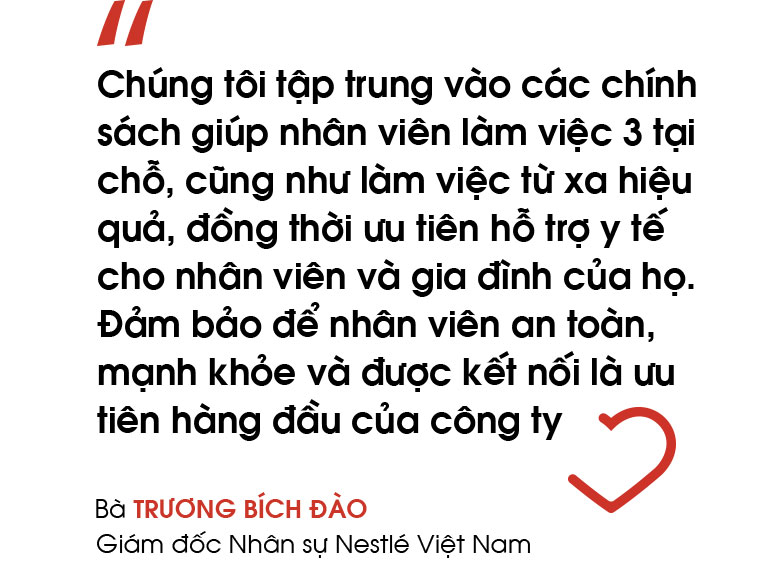 "
Chúng tôi tập trung vào các chính
sách giúp nhân viên làm việc 3 tại
chỗ, cũng như làm việc từ xa hiệu
quả, đồng thời ưu tiên hỗ trợ y tế
cho nhân viên và gia đình của họ.
Đảm bảo để nhân viên an toàn,
mạnh khỏe và được kết nối là ưu
tiên hàng đầu của công ty
Bà TRƯƠNG BÍCH ĐÀO
Giám đốc Nhân sự Nestlé Việt Nam